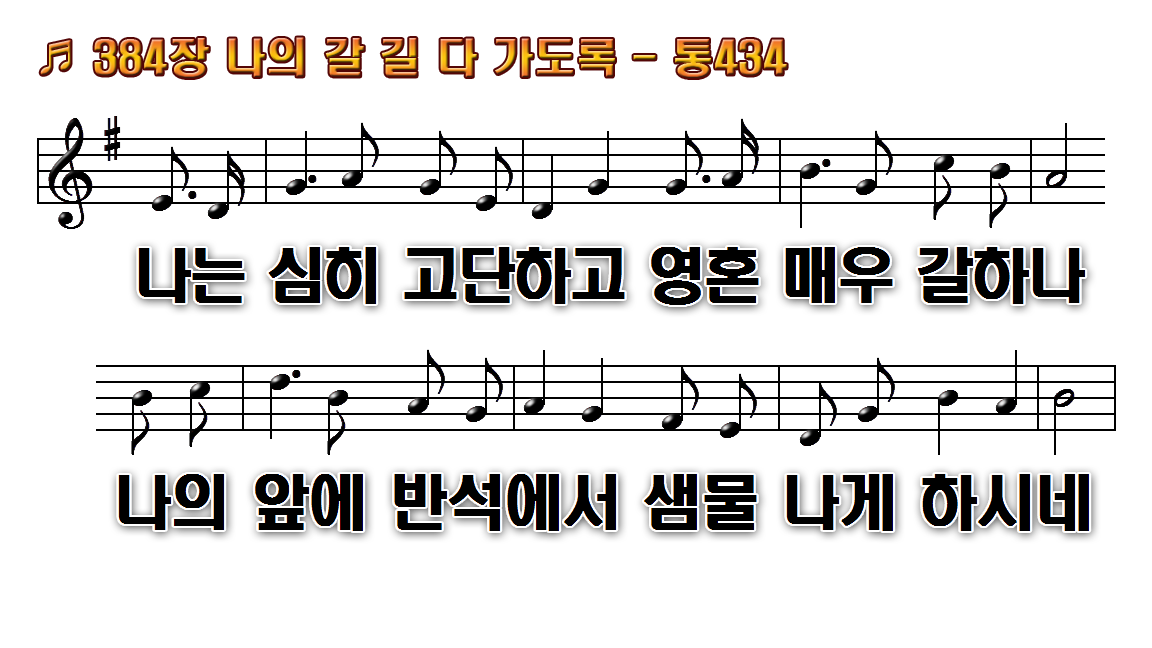 ♬ 384장 나의 갈 길 다 가도록 - 통434
나는 심히 고단하고 영혼 매우 갈하나
나의 앞에 반석에서 샘물 나게 하시네